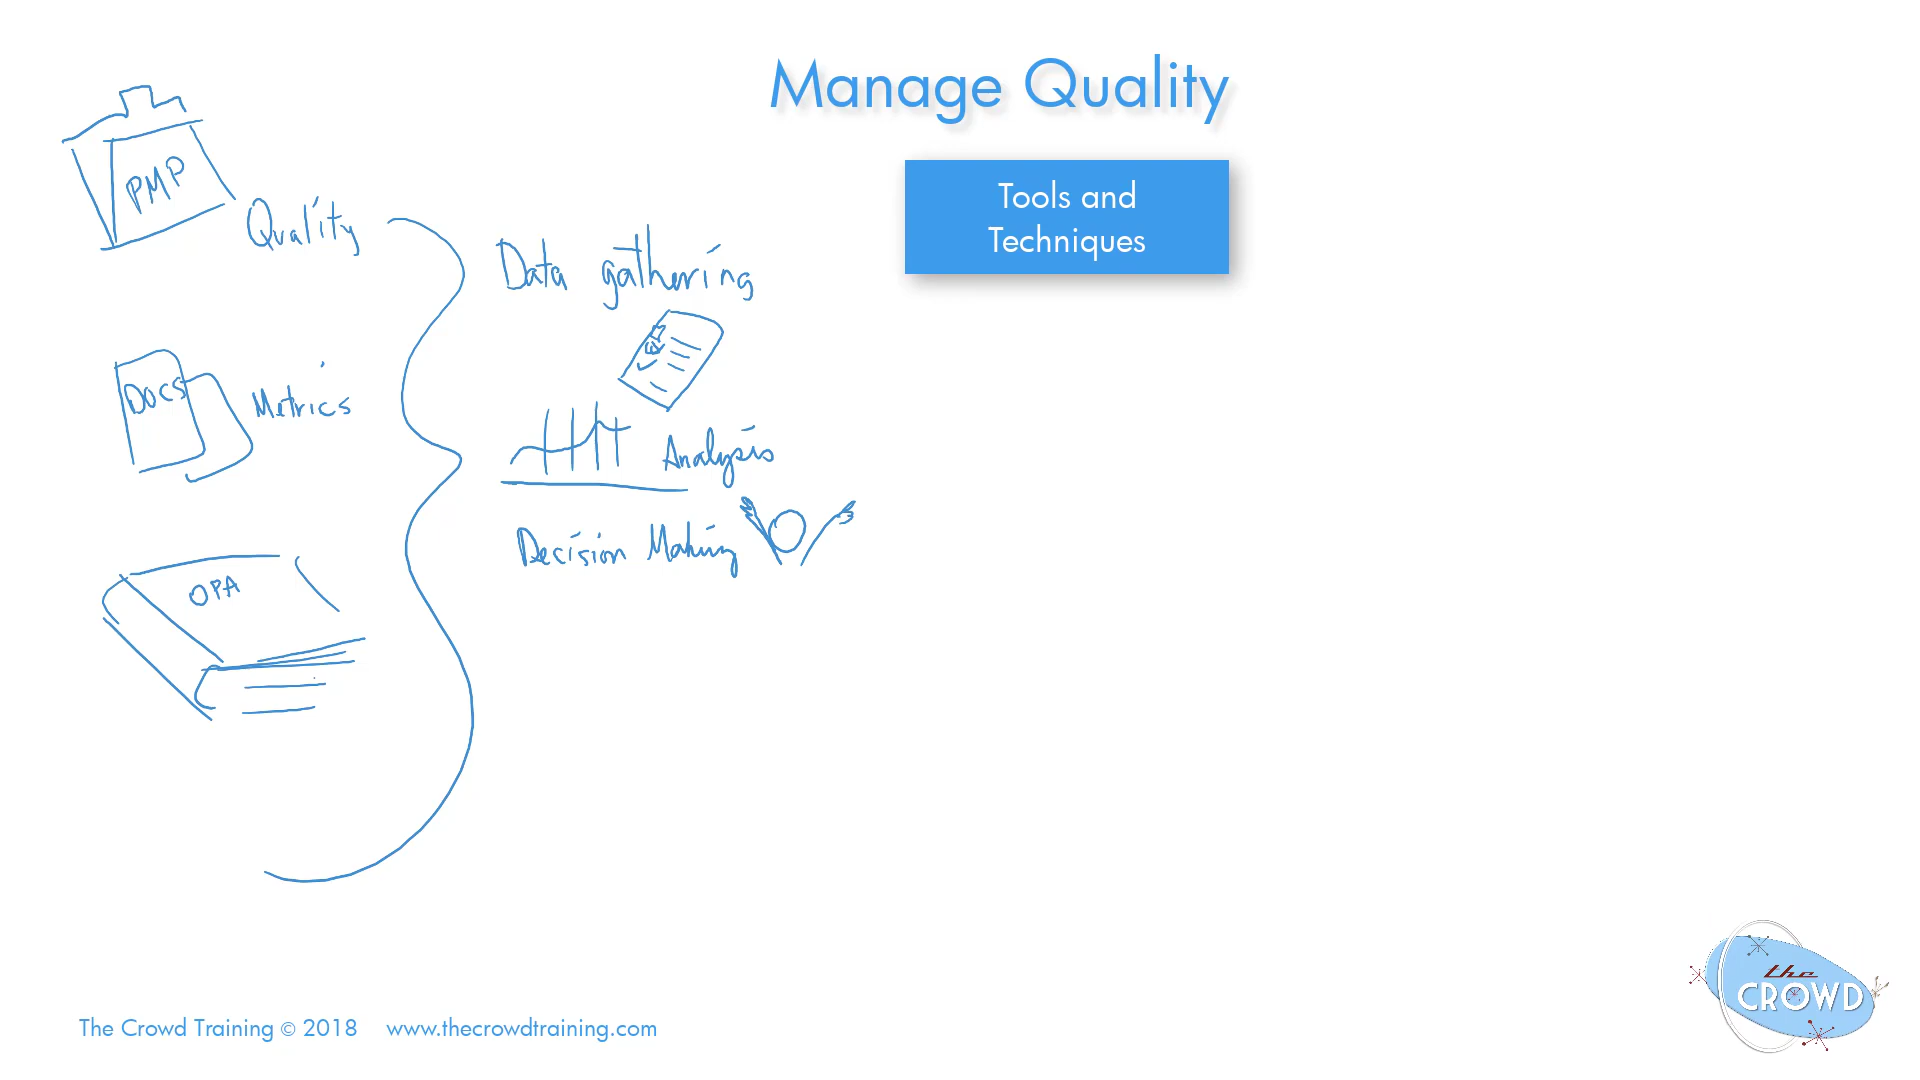 Manage Quality
Tools and
Techniques
PMP
Quality
DOCS
Metrics
OPA
Data gathering
Analysis
Decision Making
The Crowd Training © 2018 www.thecrowdtraining.com
the
CROWD